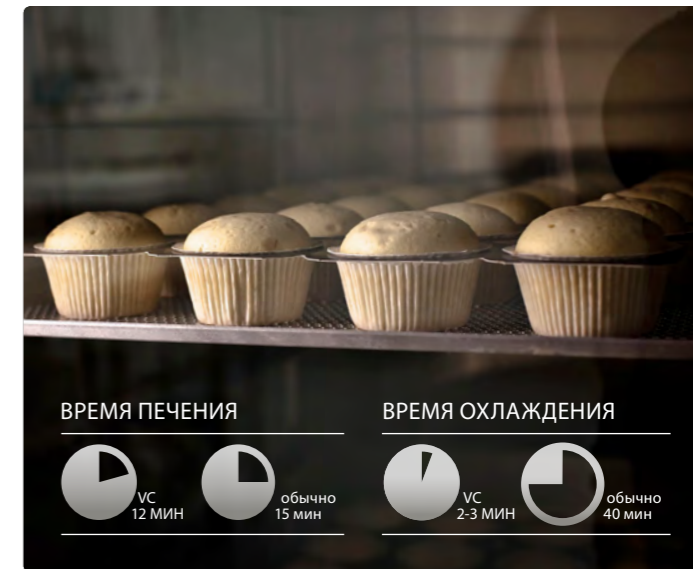 ВРЕМЯ ПЕЧЕНИЯ
VC
12 МИН
обычно
15 мин
ВРЕМЯ ОХЛАЖДЕНИЯ
VC
2-3 МИН
обычно
40 мин